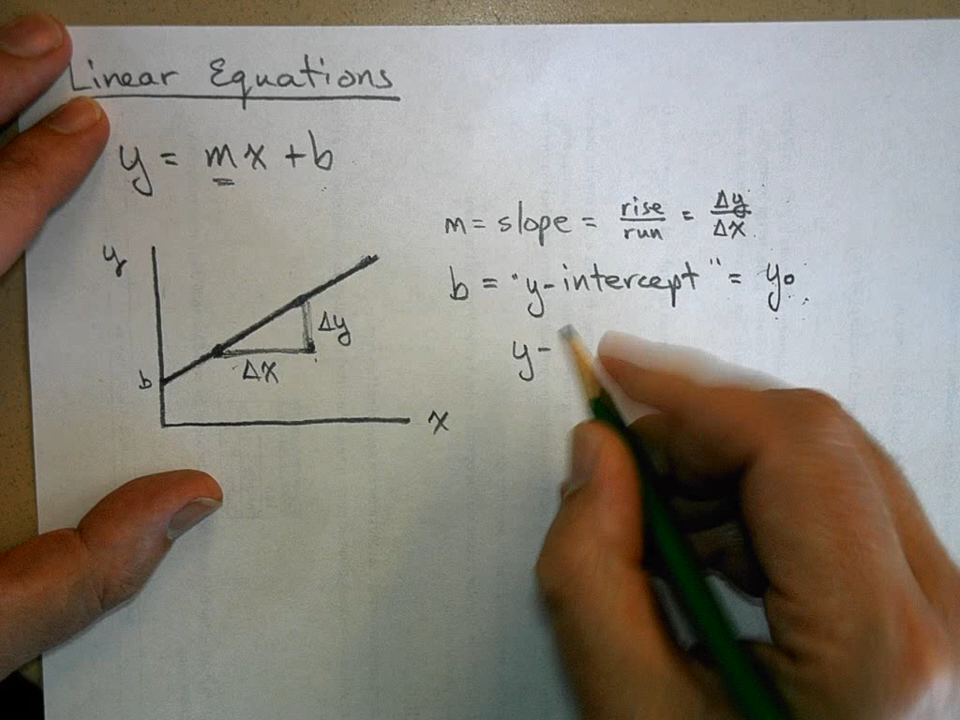 Linear Equations
y = mx + b
m = slope = rise/run = Δy/Δx
b = "y-intercept" = y₀
y-
y
Δy
Δx
b
x